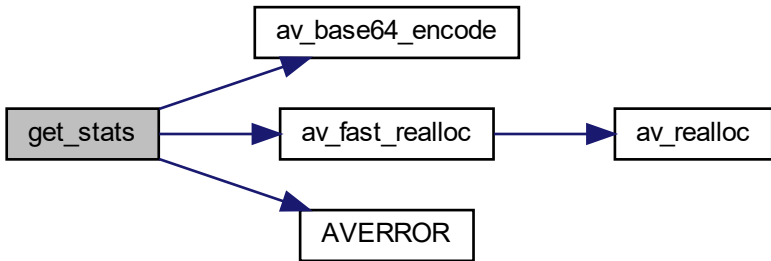 av_base64_encode
get_stats
av_fast_realloc
av_realloc
AVERROR